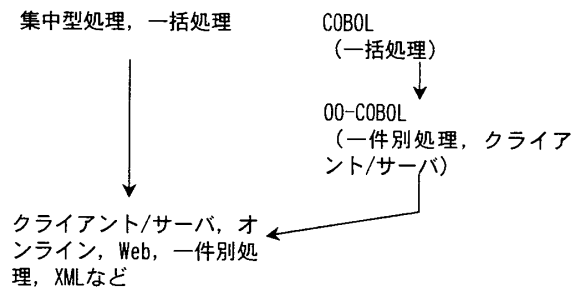 集中型処理，一括処理
COBOL
（一括処理）
OO-COBOL
（一件別処理，クライア
ント/サーバ）
クライアント/サーバ，オ
ンライン，Web，一件別処
理，XMLなど